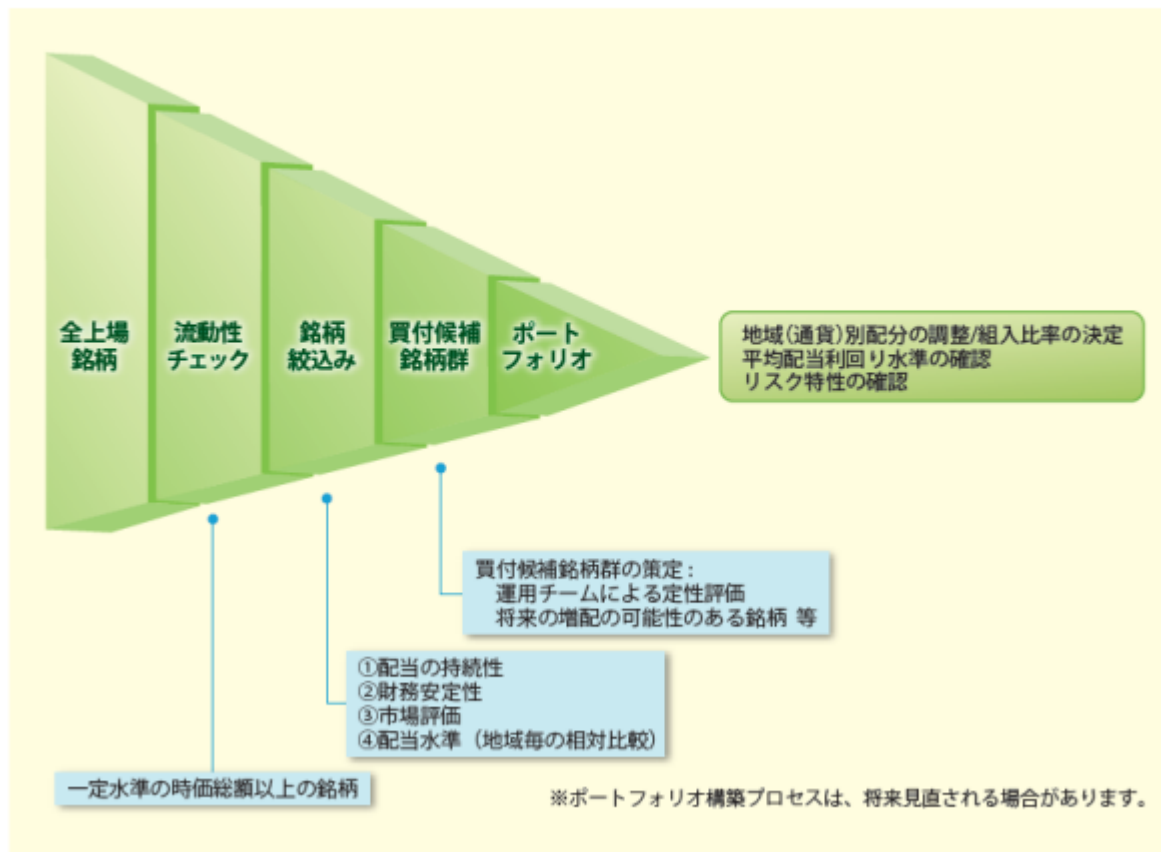 全上場
銘柄
流動性
チェック
銘柄
絞込み
買付候補
銘柄群
ポート
フォリオ
地域(通貨)別配分の調整/組入比率の決定
平均配当利回り水準の確認
リスク特性の確認
買付候補銘柄群の策定:
運用チームによる定性評価
将来の増配の可能性のある銘柄 等
①配当の持続性
②財務安定性
③市場評価
④配当水準(地域毎の相対比較)
一定水準の時価総額以上の銘柄
※ポートフォリオ構築プロセスは、将来見直される場合があります。